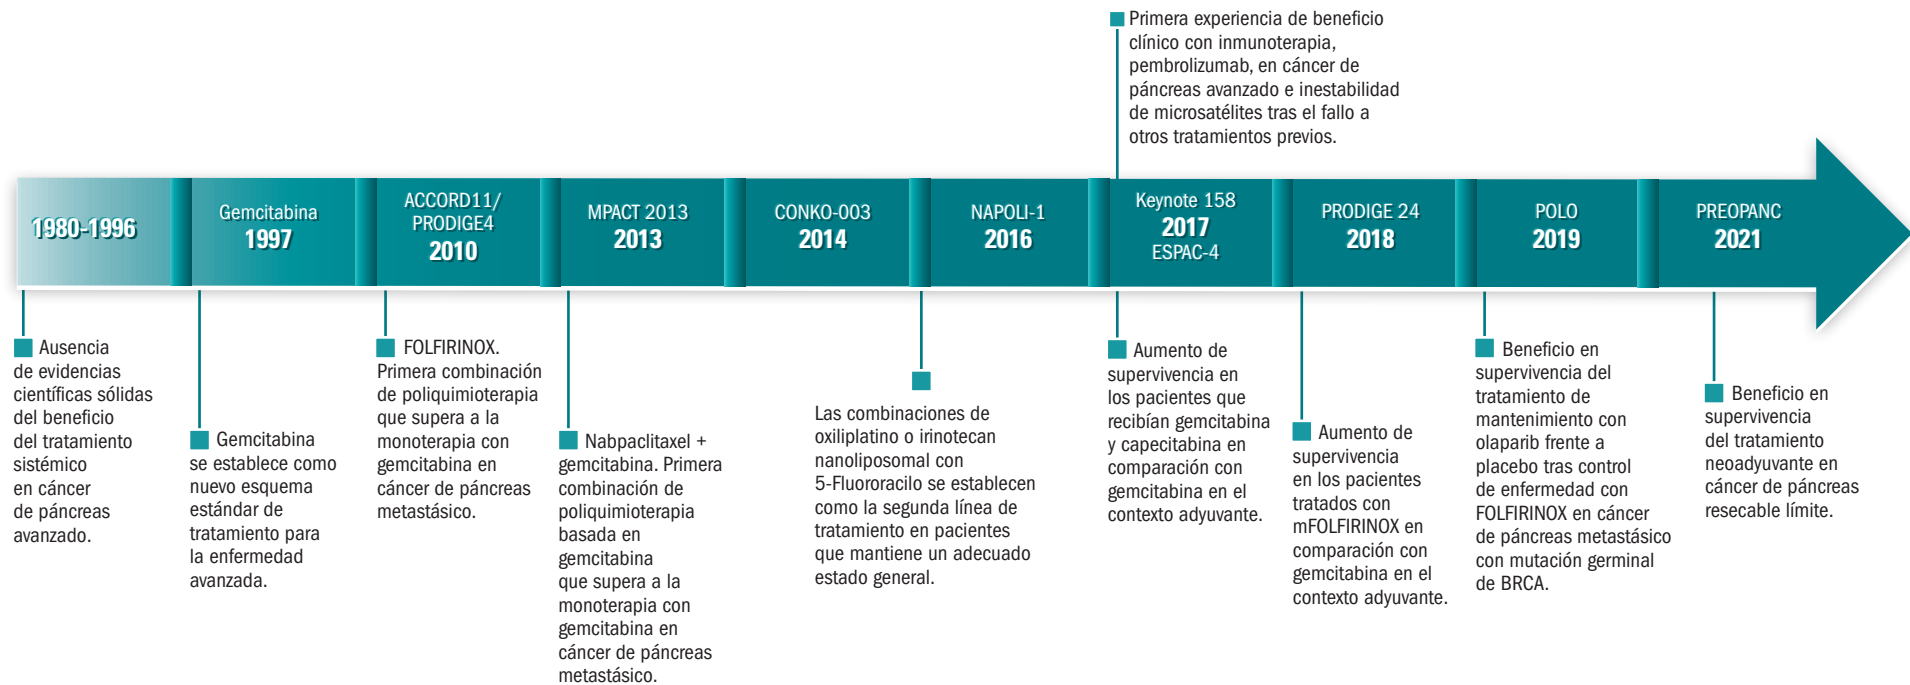 Primera experiencia de beneficio
clínico con inmunoterapia,
pembrolizumab, en cáncer de
páncreas avanzado e inestabilidad
de microsatélites tras el fallo a
otros tratamientos previos.
1980-1996
Gemcitabina
1997
ACCORD11/
PRODIGE4
2010
MPACT 2013
2013
CONKO-003
2014
NAPOLI-1
2016
Keynote 158
2017
ESPAC-4
PRODIGE 24
2018
POLO
2019
PREOPANC
2021
Ausencia
de evidencias
científicas sólidas
del beneficio
del tratamiento
sistémico
en cáncer
de páncreas
avanzado.
Gemcitabina
se establece como
nuevo esquema
estándar de
tratamiento para
la enfermedad
avanzada.
FOLFIRINOX.
Primera combinación
de poliquimioterapia
que supera a la
monoterapia con
gemcitabina en
cáncer de páncreas
metastásico.
Nabpaclitaxel +
gemcitabina. Primera
combinación de
poliquimioterapia
basada en
gemcitabina
que supera a la
monoterapia con
gemcitabina en
cáncer de páncreas
metastásico.
Las combinaciones de
oxiliplatino o irinotecan
nanoliposomal con
5-Fluororacilo se establecen
como la segunda línea de
tratamiento en pacientes
que mantiene un adecuado
estado general.
Aumento de
supervivencia en
los pacientes que
recibían gemcitabina
y capecitabina en
comparación con
gemcitabina en el
contexto adyuvante.
Aumento de
supervivencia
en los pacientes
tratados con
mFOLFIRINOX en
comparación con
gemcitabina en el
contexto adyuvante.
Beneficio en
supervivencia del
tratamiento de
mantenimiento con
olaparib frente a
placebo tras control
de enfermedad con
FOLFIRINOX en cáncer
de páncreas metastásico
con mutación germinal
de BRCA.
Beneficio en
supervivencia
del tratamiento
neoadyuvante en
cáncer de páncreas
resecable límite.